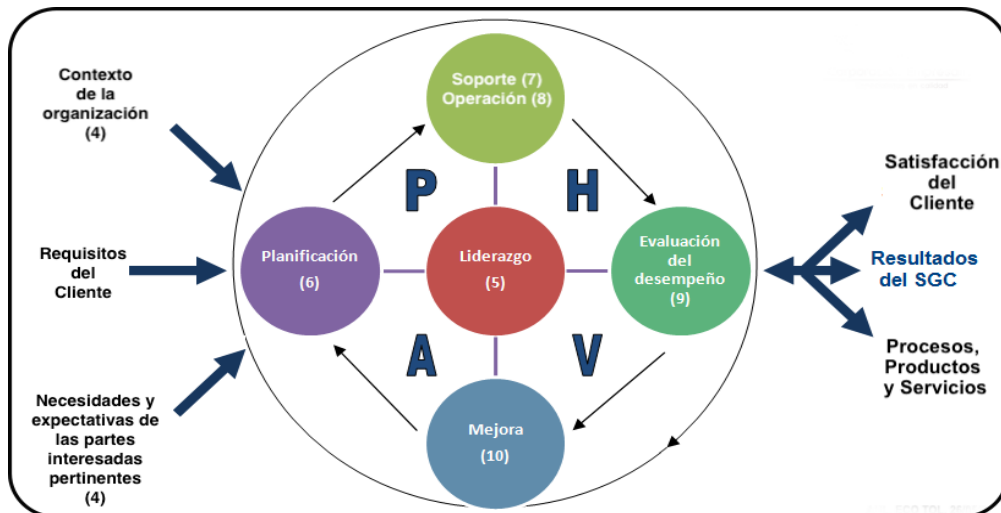 Contexto
de la
organización
(4)
Requisitos
del
Cliente
Necesidades y
expectativas de
las partes
interesadas
pertinentes
(4)
Soporte (7)
Operación (8)
P
H
Planificación
(6)
Liderazgo
(5)
Evaluación
del
desempeño
(9)
A
V
Mejora
(10)
Satisfacción
del
Cliente
Resultados
del SGC
Procesos,
Productos
y Servicios